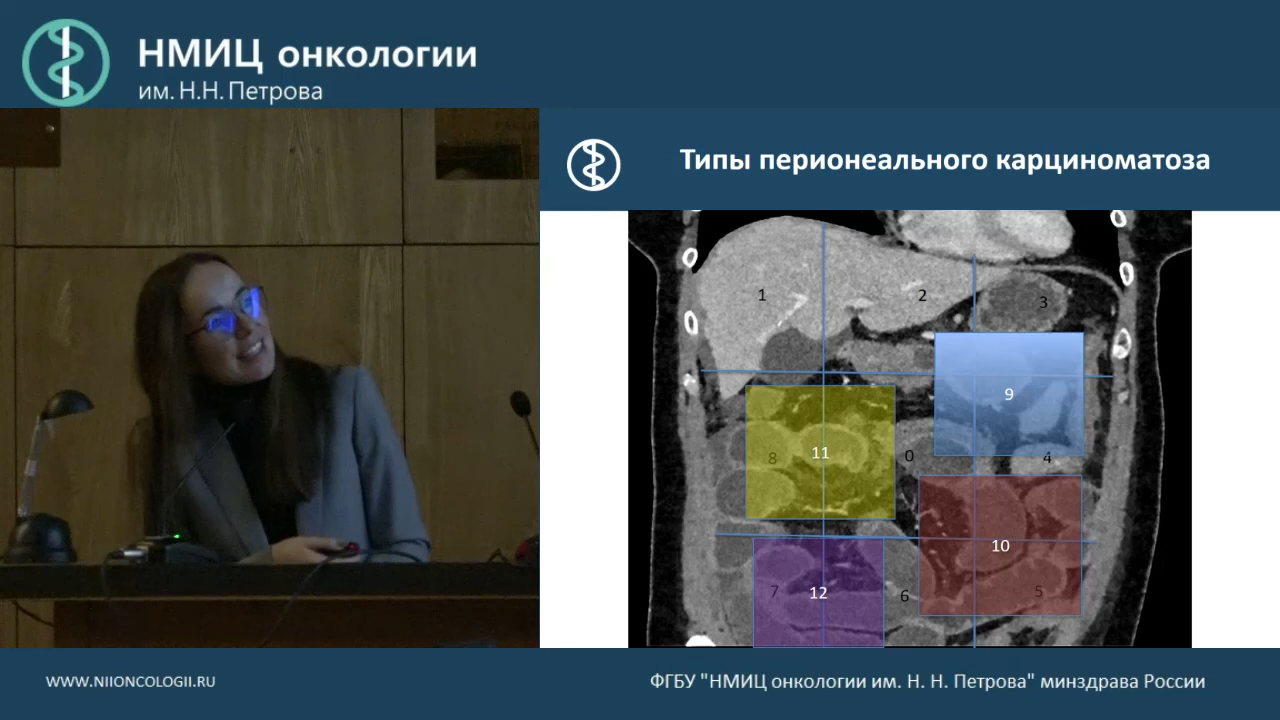 НМИЦ онкологии
им. Н.Н. Петрова
Типы перионеального карциноматоза
1
2
3
9
8
11
0
4
10
7
12
6
5
WWW.NIIONCOLOGII.RU
ФГБУ "НМИЦ онкологии им. Н. Н. Петрова" минздрава России